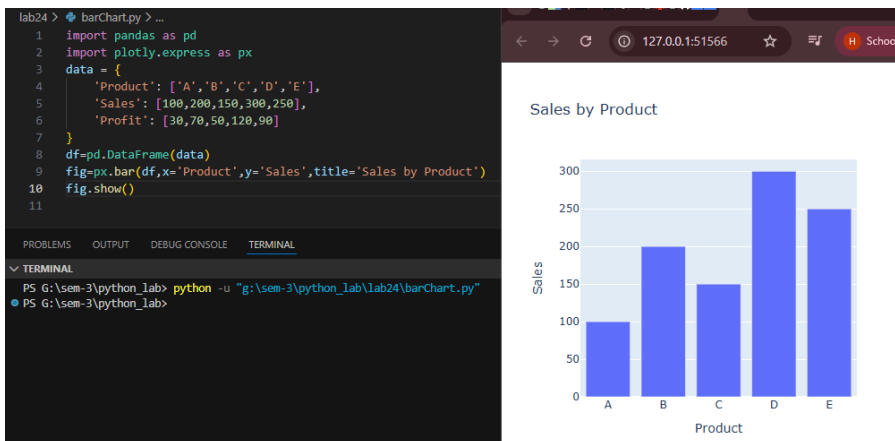 lab24 > barChart.py > ...
1 import pandas as pd
2 import plotly.express as px
3 data = {
4 'Product': ['A','B','C','D','E'],
5 'Sales': [100,200,150,300,250],
6 'Profit': [30,70,50,120,90]
7 }
8 df=pd.DataFrame(data)
9 fig=px.bar(df,x='Product',y='Sales',title='Sales by Product')
10 fig.show()
11
PROBLEMS OUTPUT DEBUG CONSOLE TERMINAL
TERMINAL
PS G:\sem-3\python_lab> python -u "g:\sem-3\python_lab\lab24\barChart.py"
PS G:\sem-3\python_lab>
127.0.0.1:51566 H Schoo
Sales by Product
300
250
200
150
100
50
0
Sales
A B C D E
Product